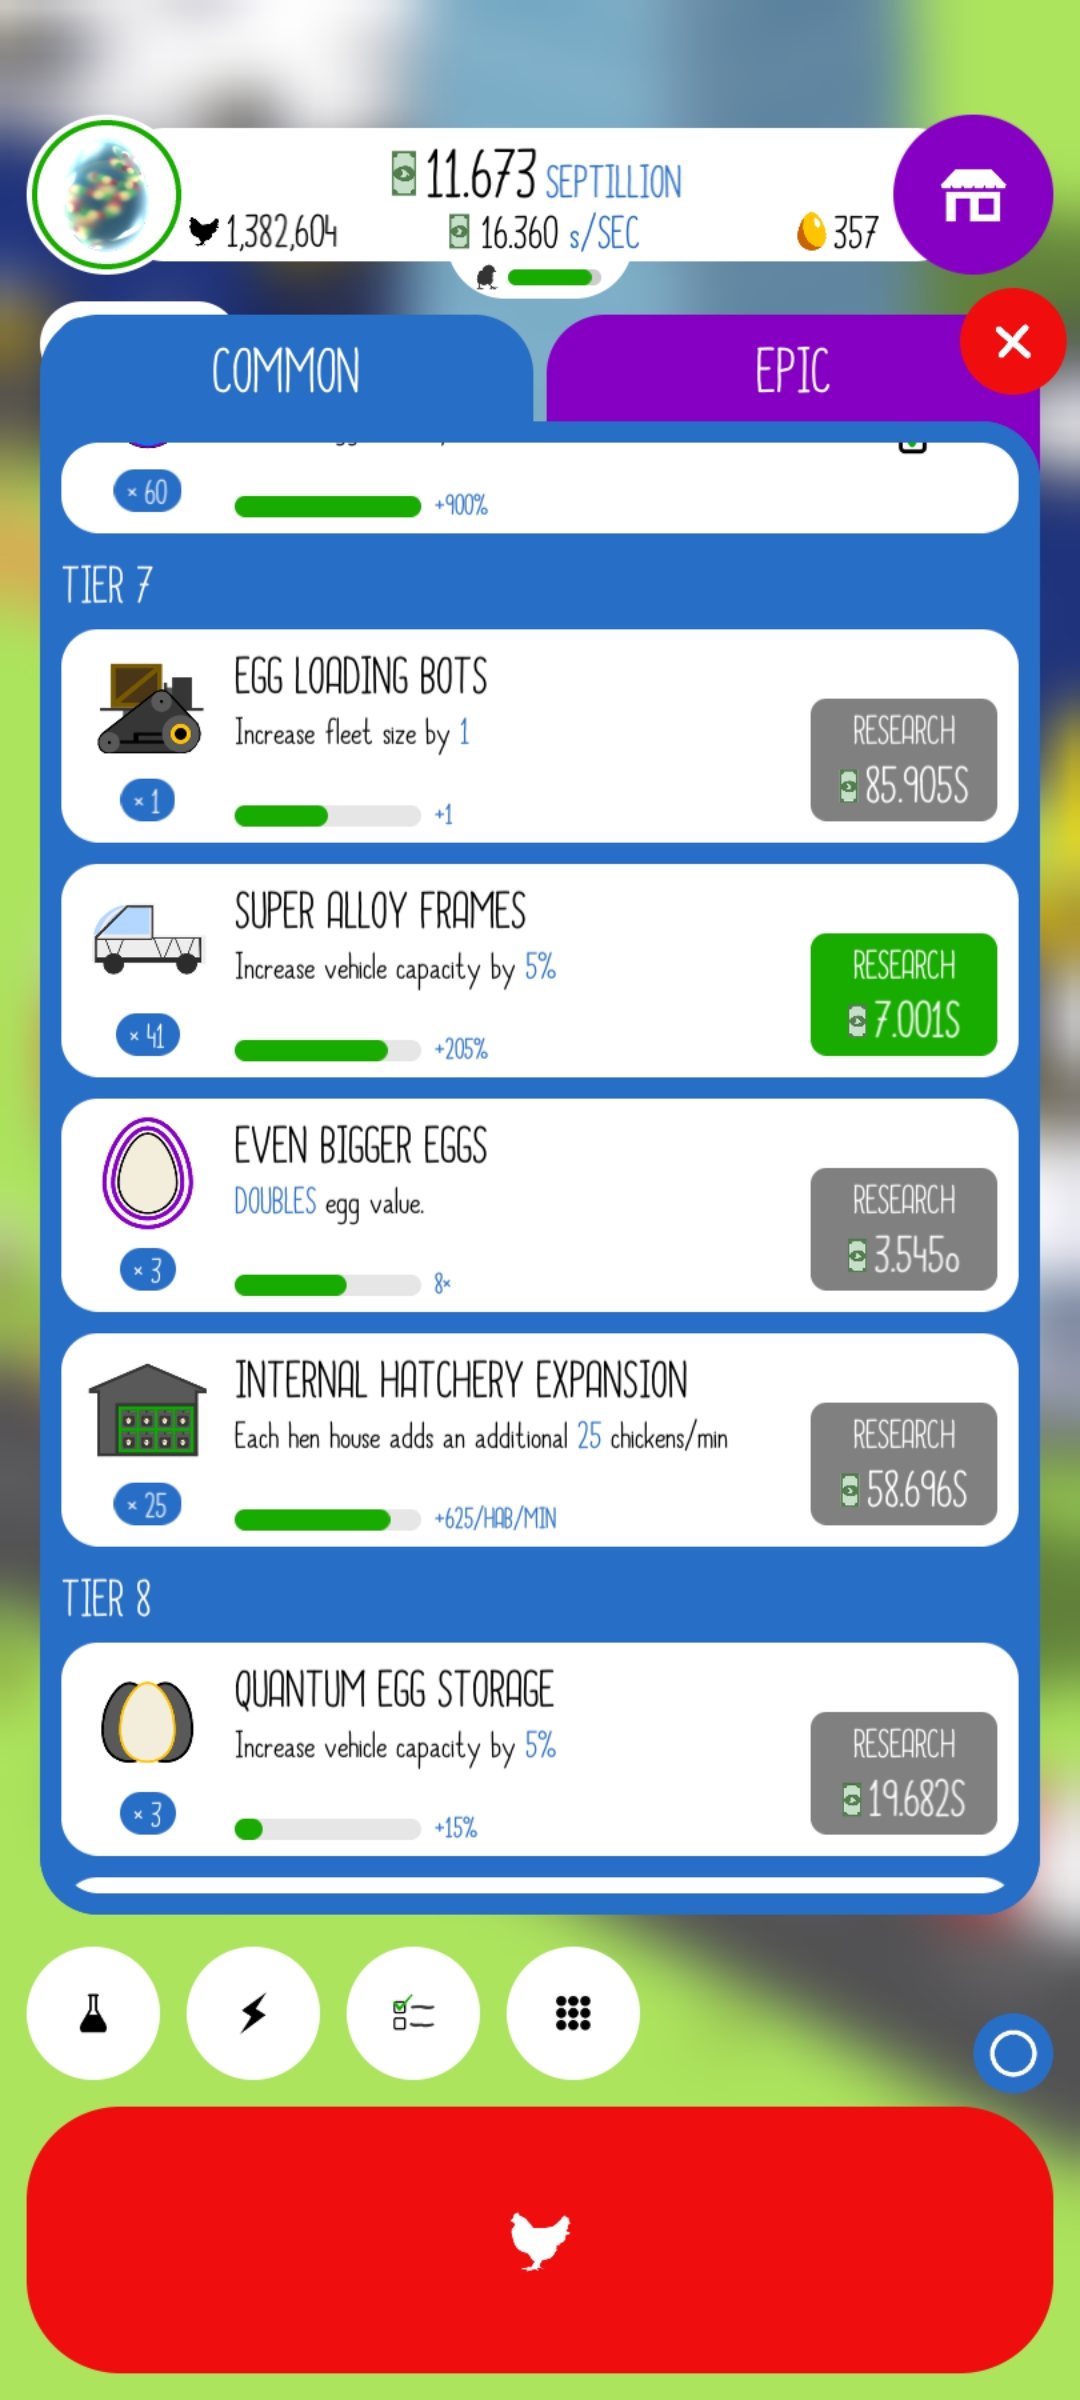 11.673 SEPTILLION
1,382,604
16.360 s/SEC
357
COMMON
EPIC
× 60
+900%
TIER 7
EGG LOADING BOTS
Increase fleet size by 1
RESEARCH
85.905S
× 1
+1
SUPER ALLOY FRAMES
Increase vehicle capacity by 5%
RESEARCH
7.001S
× 41
+205%
EVEN BIGGER EGGS
DOUBLES egg value.
RESEARCH
3.545o
× 3
8×
INTERNAL HATCHERY EXPANSION
Each hen house adds an additional 25 chickens/min
RESEARCH
58.696S
× 25
+625/HAB/MIN
TIER 8
QUANTUM EGG STORAGE
Increase vehicle capacity by 5%
RESEARCH
19.682S
× 3
+15%